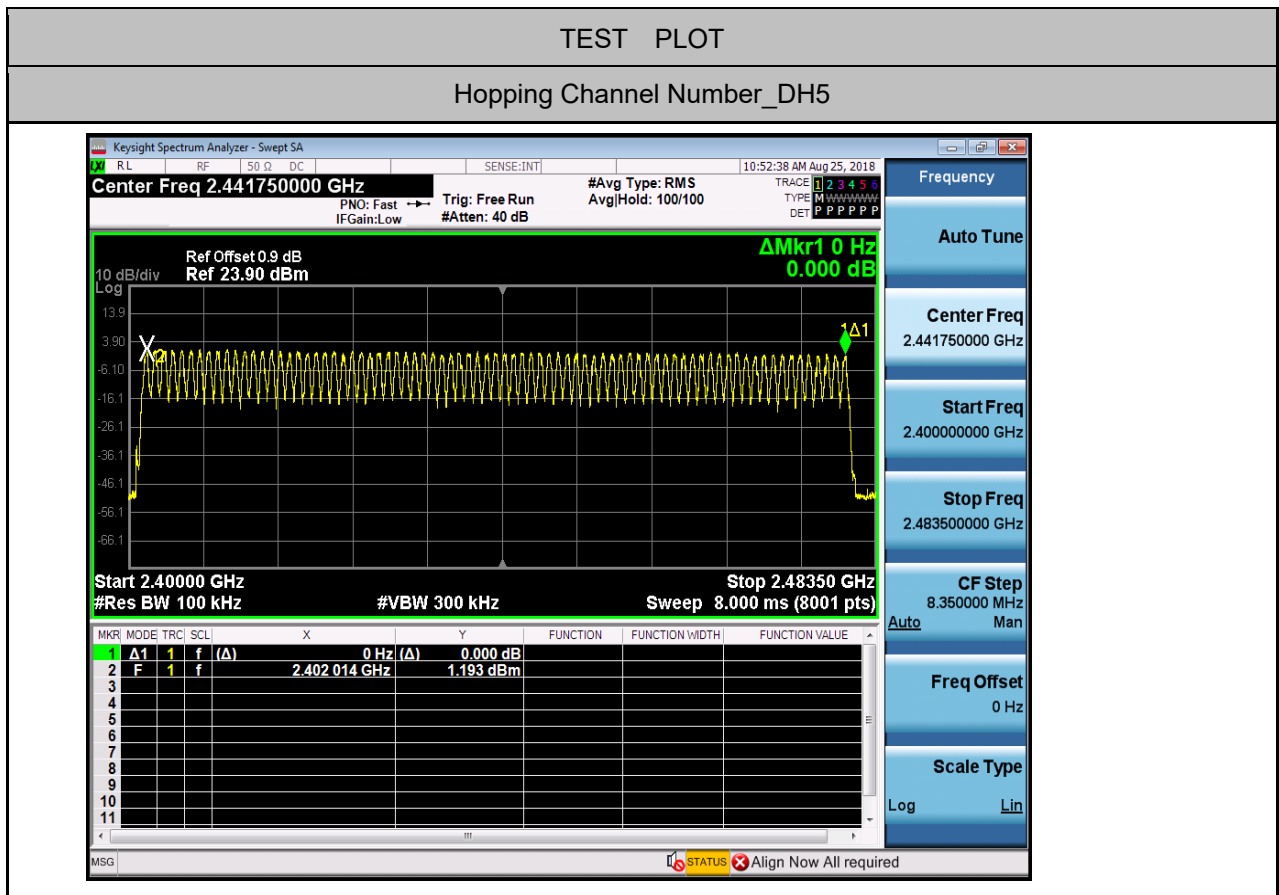 TEST PLOT
Hopping Channel Number_DH5
Keysight Spectrum Analyzer - Swept SA
LXI RL RF 50 Ω DC SENSE:INT 10:52:38 AM Aug 25, 2018
Center Freq 2.441750000 GHz
PNO: Fast
IFGain:Low
Trig: Free Run
#Atten: 40 dB
#Avg Type: RMS
Avg|Hold: 100/100
TRACE 1 2 3 4 5 6
TYPE M WWWWW
DET P P P P P P
ΔMkr1 0 Hz
0.000 dB
Ref Offset 0.9 dB
10 dB/div Ref 23.90 dBm
Log
13.9
3.90
-6.10
-16.1
-26.1
-36.1
-46.1
-56.1
-66.1
X2
1Δ1
Start 2.40000 GHz Stop 2.48350 GHz
#Res BW 100 kHz #VBW 300 kHz Sweep 8.000 ms (8001 pts)
MKR MODE TRC SCL X Y FUNCTION FUNCTION WIDTH FUNCTION VALUE
1 Δ1 1 f (Δ) 0 Hz (Δ) 0.000 dB
2 F 1 f 2.402 014 GHz 1.193 dBm
3
4
5
6
7
8
9
10
11
MSG STATUS Align Now All required
Frequency
Auto Tune
Center Freq
2.441750000 GHz
Start Freq
2.400000000 GHz
Stop Freq
2.483500000 GHz
CF Step
8.350000 MHz
Auto Man
Freq Offset
0 Hz
Scale Type
Log Lin